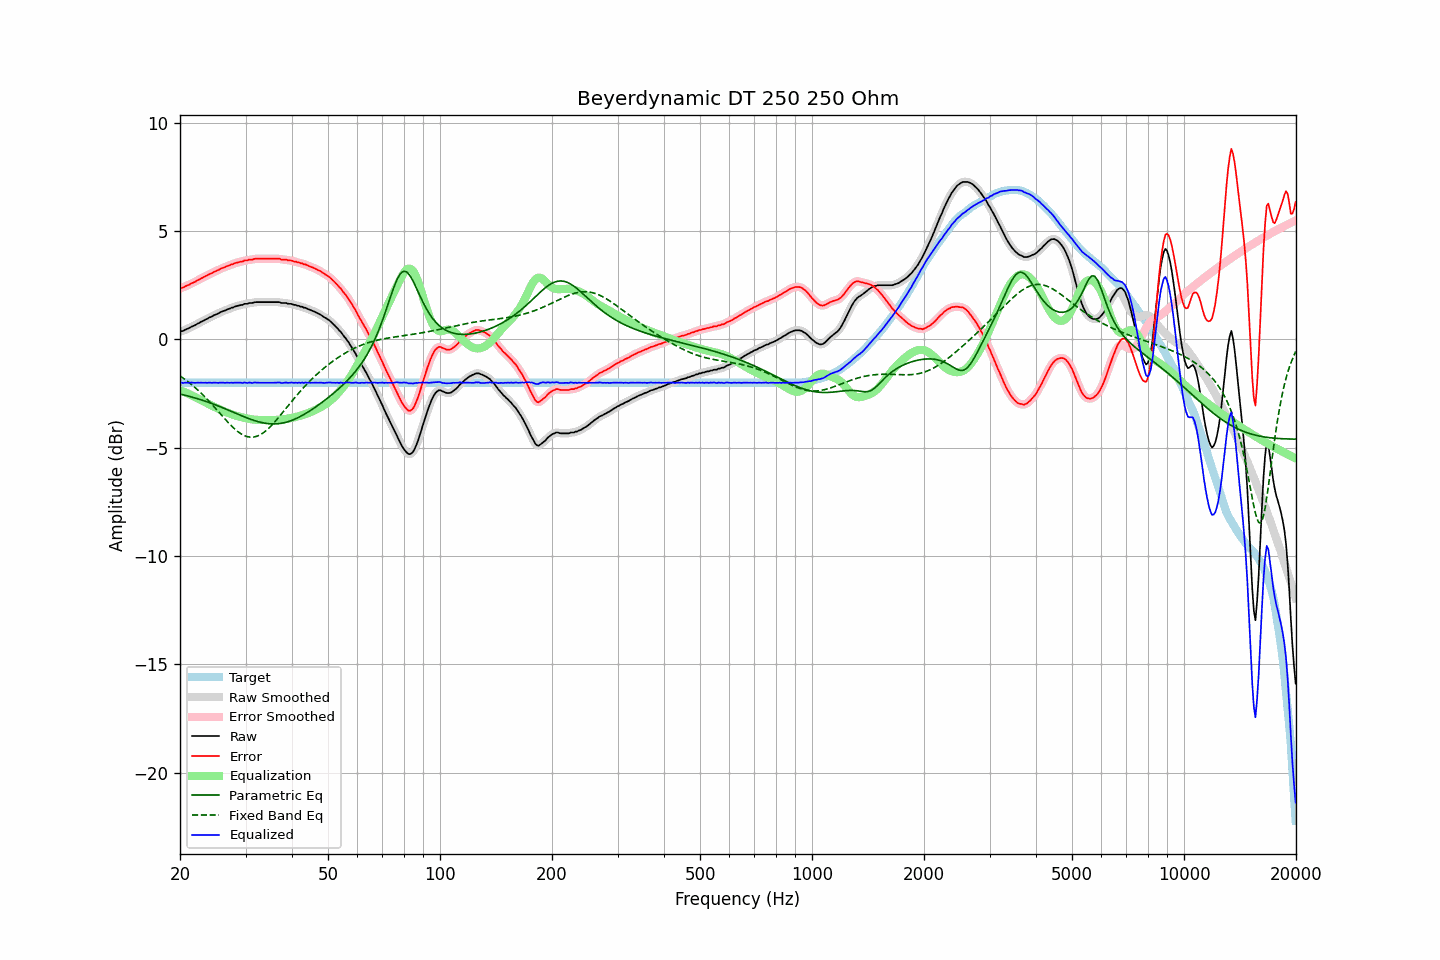 Beyerdynamic DT 250 250 Ohm
Amplitude (dBr)
10
5
0
−5
−10
−15
−20
Target
Raw Smoothed
Error Smoothed
Raw
Error
Equalization
Parametric Eq
Fixed Band Eq
Equalized
20 50 100 200 500 1000 2000 5000 10000 20000
Frequency (Hz)